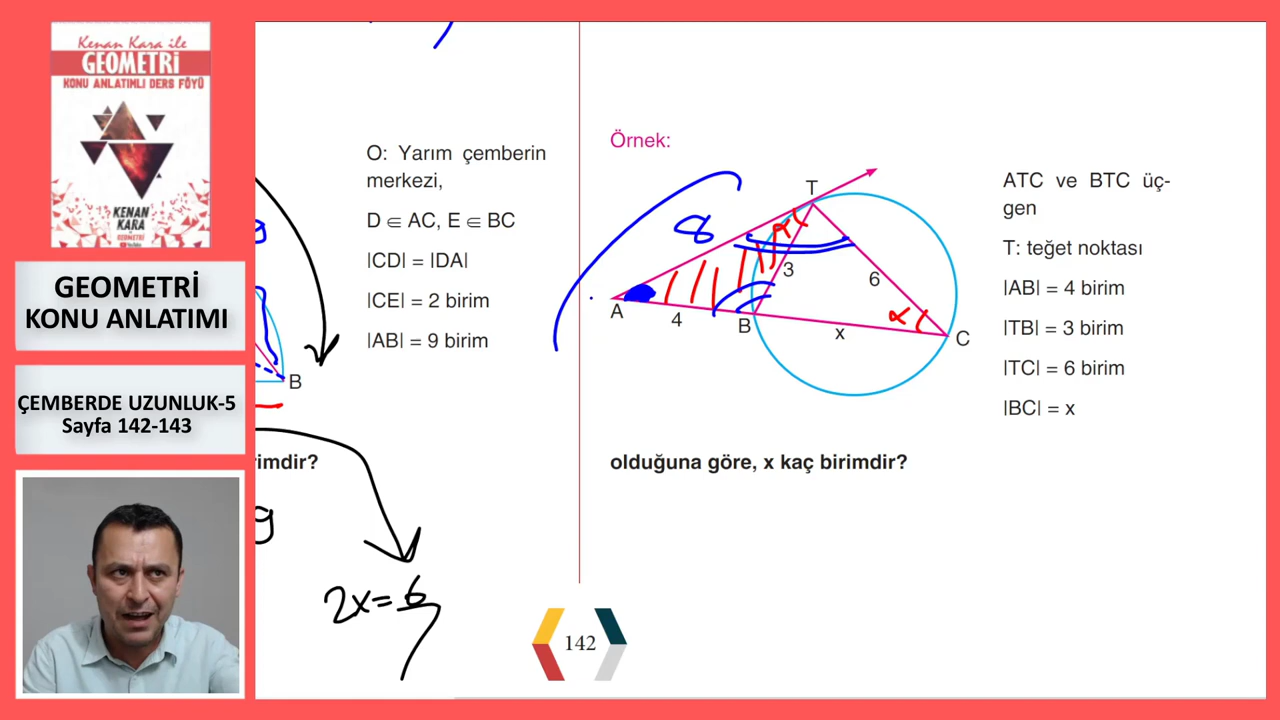 Kenan Kara ile
GEOMETRİ
KONU ANLATIMLI DERS FÖYÜ
KENAN
KARA
GEOMETRİ KONU ANLATIMI
ÇEMBERDE UZUNLUK-5
Sayfa 142-143
O: Yarım çemberin
merkezi,
D ∈ AC, E ∈ BC
|CD| = |DA|
|CE| = 2 birim
|AB| = 9 birim
B
rimdir?
9
2x=6
Örnek:
T
8
α
3
6
A
4
B
x
α
C
ATC ve BTC üç-
gen
T: teğet noktası
|AB| = 4 birim
|TB| = 3 birim
|TC| = 6 birim
|BC| = x
olduğuna göre, x kaç birimdir?
142